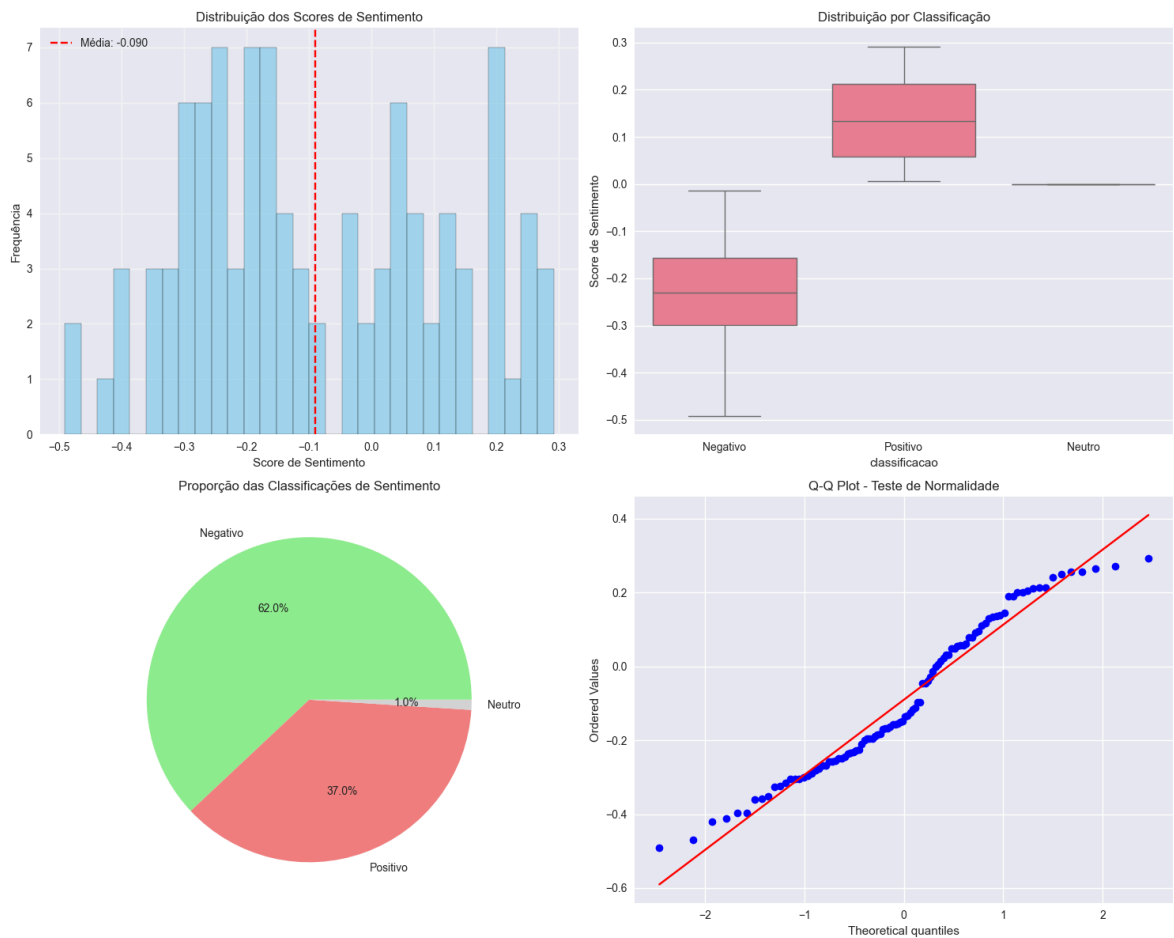 Distribuição dos Scores de Sentimento
Média: -0.090
7
6
5
4
3
2
1
0
Frequência
−0.5 −0.4 −0.3 −0.2 −0.1 0.0 0.1 0.2 0.3
Score de Sentimento
Distribuição por Classificação
0.3
0.2
0.1
0.0
−0.1
−0.2
−0.3
−0.4
−0.5
Score de Sentimento
Negativo Positivo Neutro
classificacao
Proporção das Classificações de Sentimento
Negativo
62.0%
1.0%
Neutro
37.0%
Positivo
Q-Q Plot - Teste de Normalidade
0.4
0.2
0.0
−0.2
−0.4
−0.6
Ordered Values
−2 −1 0 1 2
Theoretical quantiles